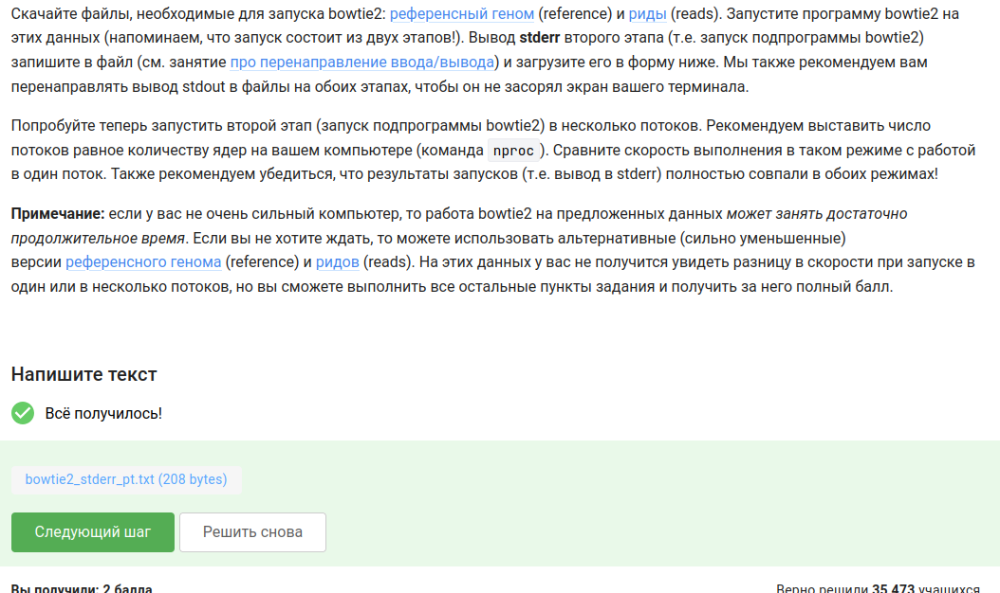 Скачайте файлы, необходимые для запуска bowtie2: референсный геном (reference) и риды (reads). Запустите программу bowtie2 на
этих данных (напоминаем, что запуск состоит из двух этапов!). Вывод stderr второго этапа (т.е. запуск подпрограммы bowtie2)
запишите в файл (см. занятие про перенаправление ввода/вывода) и загрузите его в форму ниже. Мы также рекомендуем вам
перенаправлять вывод stdout в файлы на обоих этапах, чтобы он не засорял экран вашего терминала.
Попробуйте теперь запустить второй этап (запуск подпрограммы bowtie2) в несколько потоков. Рекомендуем выставить число
потоков равное количеству ядер на вашем компьютере (команда nproc). Сравните скорость выполнения в таком режиме с работой
в один поток. Также рекомендуем убедиться, что результаты запусков (т.е. вывод в stderr) полностью совпали в обоих режимах!
Примечание: если у вас не очень сильный компьютер, то работа bowtie2 на предложенных данных может занять достаточно
продолжительное время. Если вы не хотите ждать, то можете использовать альтернативные (сильно уменьшенные)
версии референсного генома (reference) и ридов (reads). На этих данных у вас не получится увидеть разницу в скорости при запуске в
один или в несколько потоков, но вы сможете выполнить все остальные пункты задания и получить за него полный балл.
Напишите текст
Всё получилось!
bowtie2_stderr_pt.txt (208 bytes)
Следующий шаг
Решить снова
Вы получили: 2 балла
Верно решили 35 473 учащихся